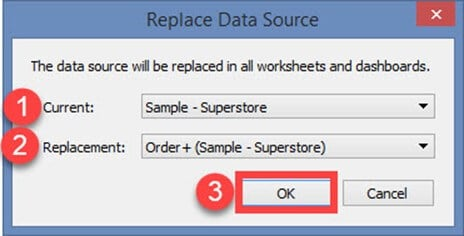 Replace Data Source
The data source will be replaced in all worksheets and dashboards.
1 Current: Sample - Superstore
2 Replacement: Order+ (Sample - Superstore)
3 OK Cancel